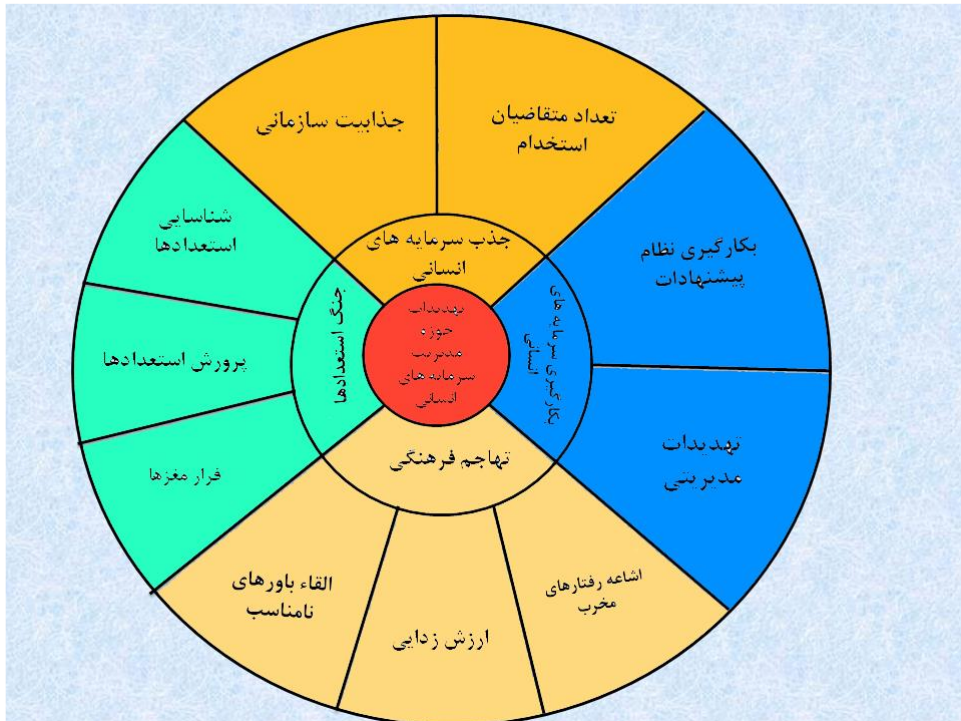 تعداد متقاضیان
استخدام
جذابیت سازمانی
بکارگیری نظام
پیشنهادات
شناسایی
استعدادها
جذب سرمایه های
انسانی
بکارگیری سرمایه های
انسانی
تهدیدات
حوزه
مدیریت
سرمایه های
انسانی
جنگ استعدادها
پرورش استعدادها
تهدیدات
مدیریتی
تهاجم فرهنگی
فرار مغزها
اشاعه رفتارهای
مخرب
ارزش زدایی
القاء باورهای
نامناسب